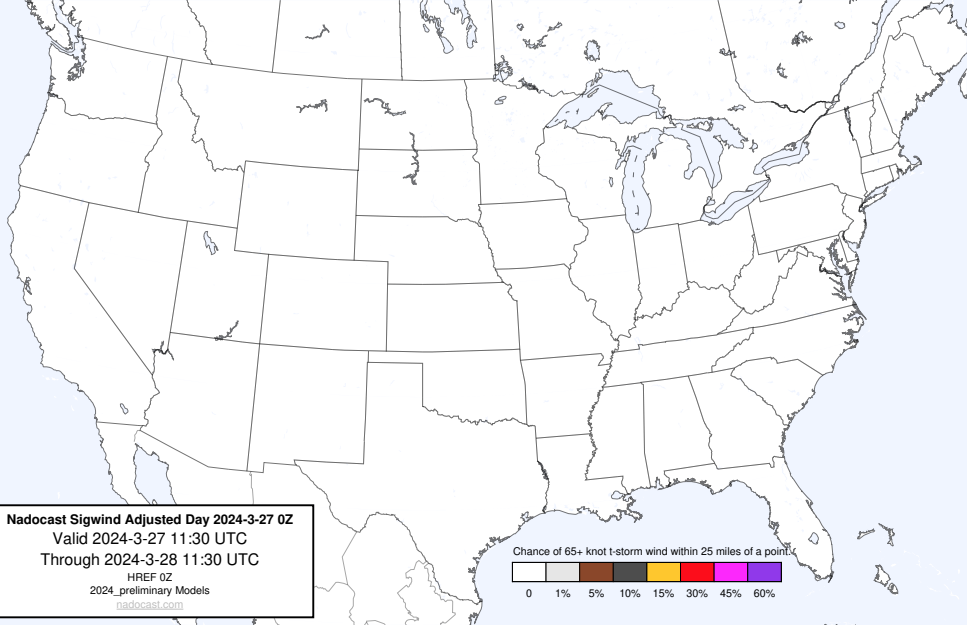 Nadocast Sigwind Adjusted Day 2024-3-27 0Z
Valid 2024-3-27 11:30 UTC
Through 2024-3-28 11:30 UTC
HREF 0Z
2024_preliminary Models
nadocast.com
Chance of 65+ knot t-storm wind within 25 miles of a point.
0 1% 5% 10% 15% 30% 45% 60%